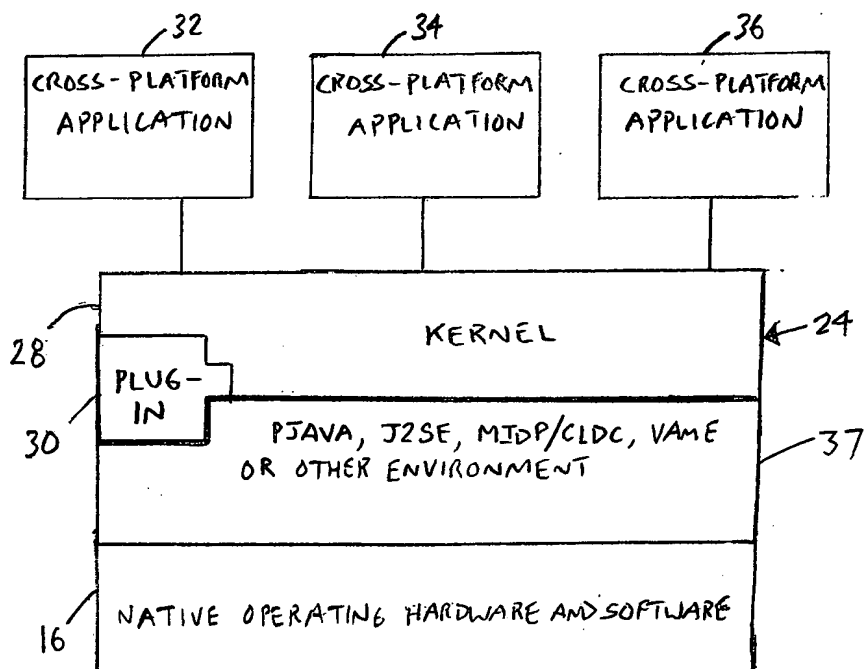 32
34
36
CROSS-PLATFORM
APPLICATION
CROSS-PLATFORM
APPLICATION
CROSS-PLATFORM
APPLICATION
28
KERNEL
24
PLUG-
IN
30
PJAVA, J2SE, MIDP/CLDC, VAME
OR OTHER ENVIRONMENT
37
16
NATIVE OPERATING HARDWARE AND SOFTWARE